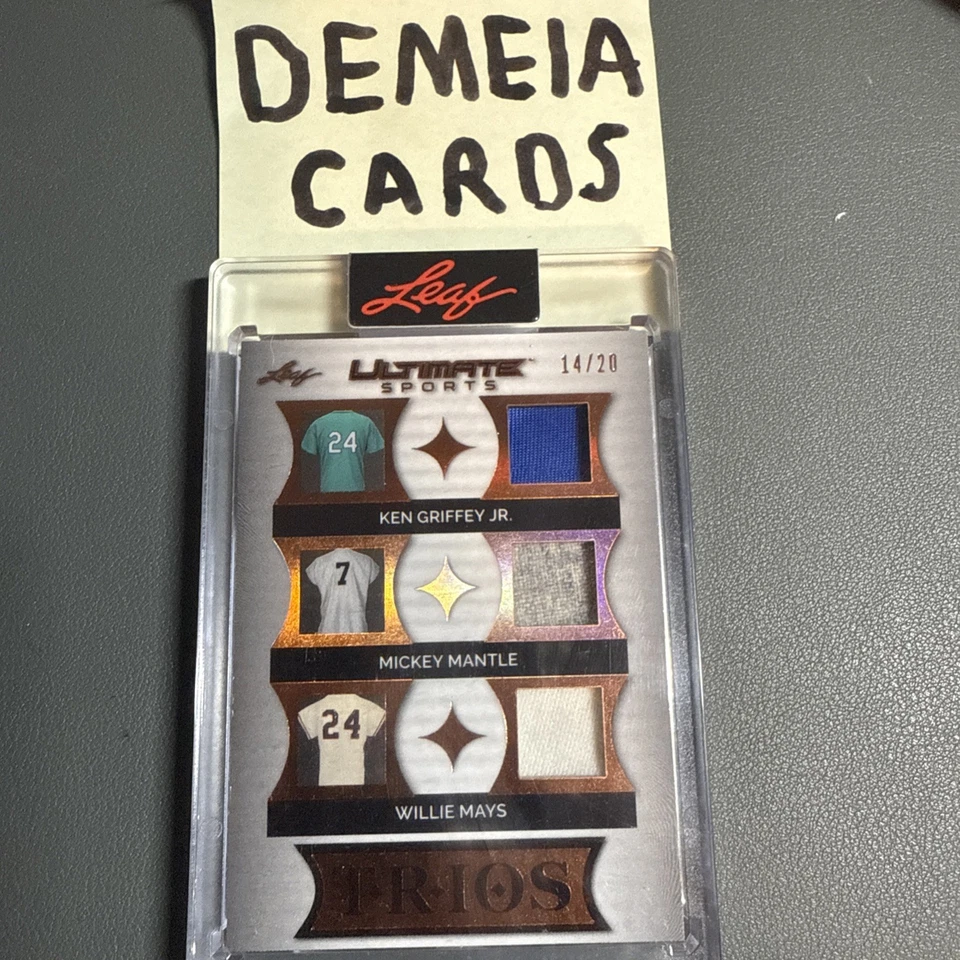 DEMEIA
CARDS
Leaf
Leaf ULTIMATE 14/20
SPORTS
24
KEN GRIFFEY JR.
7
MICKEY MANTLE
24
WILLIE MAYS
TRIOS